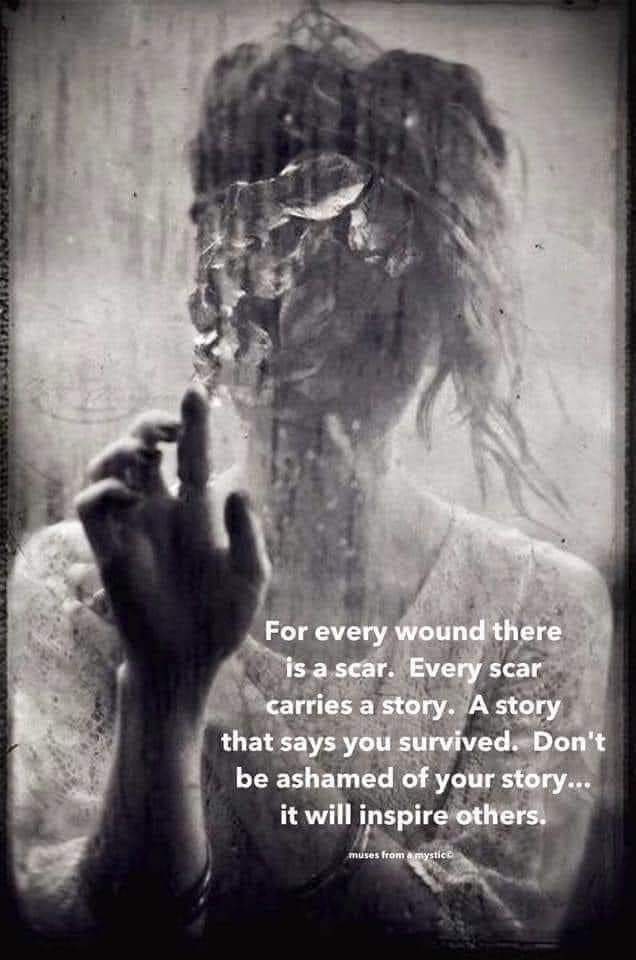 For every wound there
is a scar.  Every scar
carries a story.  A story
that says you survived.  Don't
be ashamed of your story...
it will inspire others.
muses from a mystic©